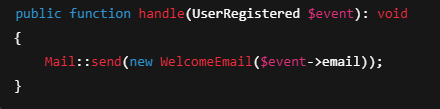 public function handle(UserRegistered $event): void
{
    Mail::send(new WelcomeEmail($event->email));
}